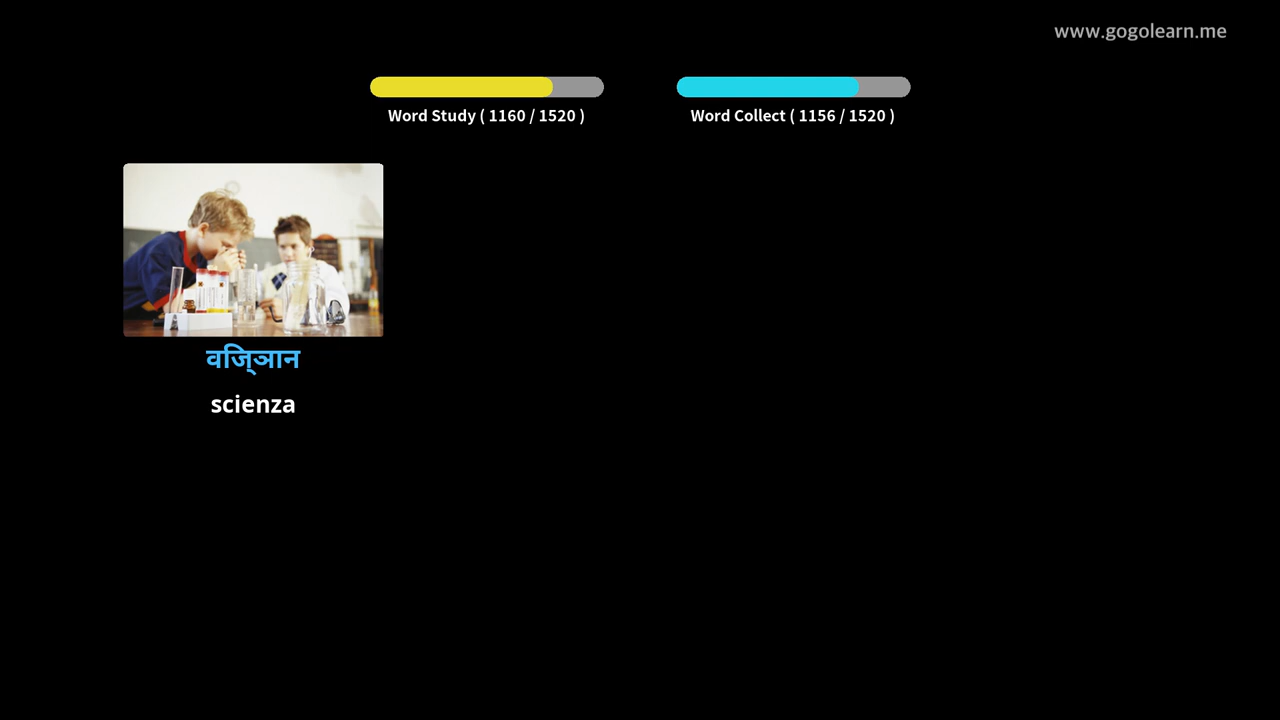 www.gogolearn.me
Word Study ( 1160 / 1520 )
Word Collect ( 1156 / 1520 )
वजि्ञान
scienza